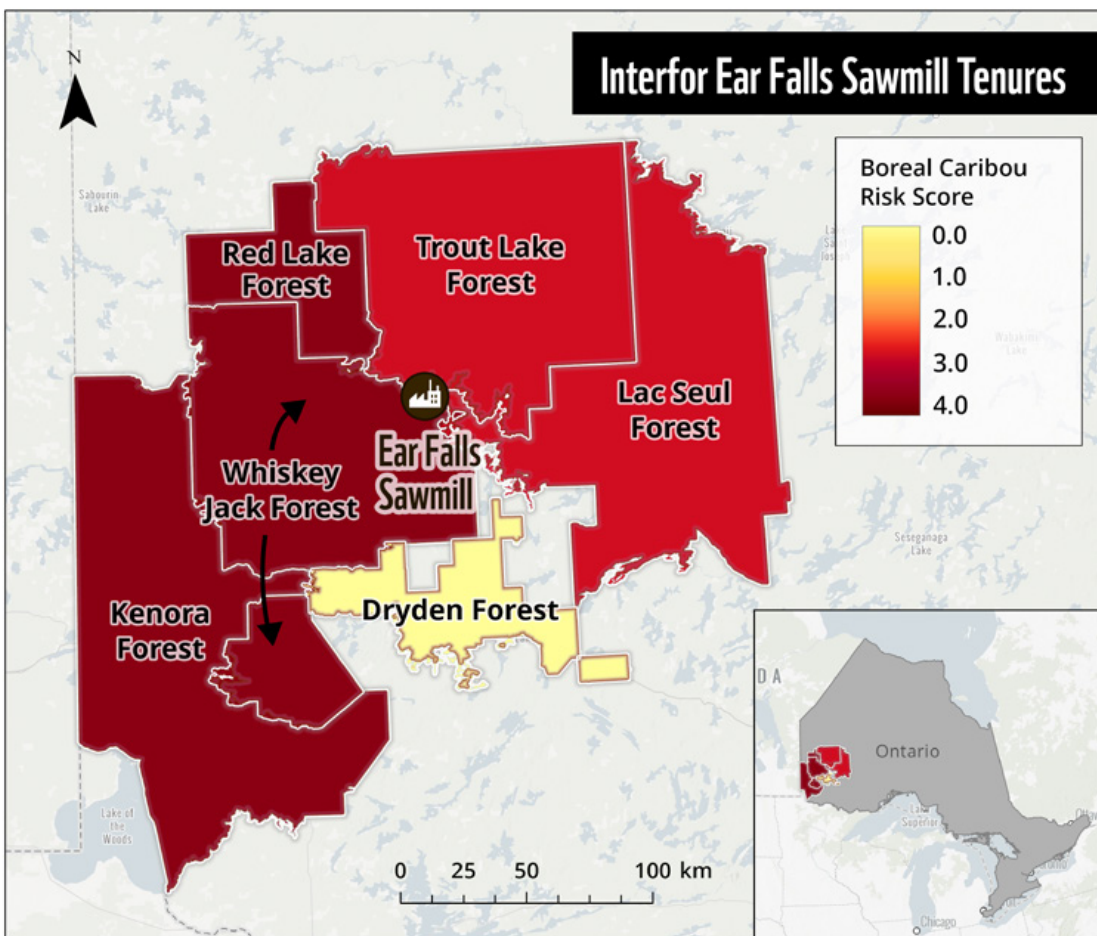 Interfor Ear Falls Sawmill Tenures
N
Boreal Caribou
Risk Score
0.0
1.0
2.0
3.0
4.0
Sabourin
Lake
Red Lake
Forest
Trout Lake
Forest
Lac Seul
Forest
Ear Falls
Sawmill
Whiskey
Jack Forest
Kenora
Forest
Dryden Forest
Wabakimi
Lake
Seseganaga
Lake
Lake of
the
Woods
0 25 50 100 km
Ontario
Superior
Chicago